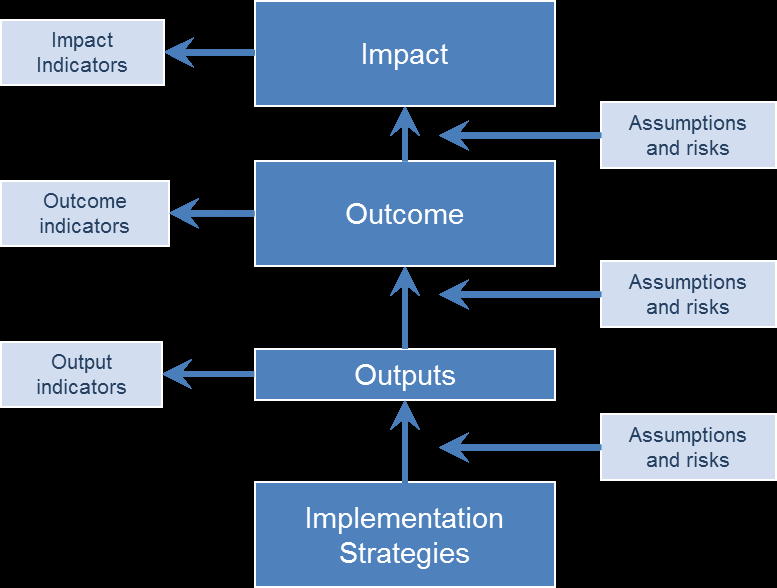 Impact
Indicators
Impact
Assumptions
and risks
Outcome
indicators
Outcome
Assumptions
and risks
Output
indicators
Outputs
Assumptions
and risks
Implementation
Strategies